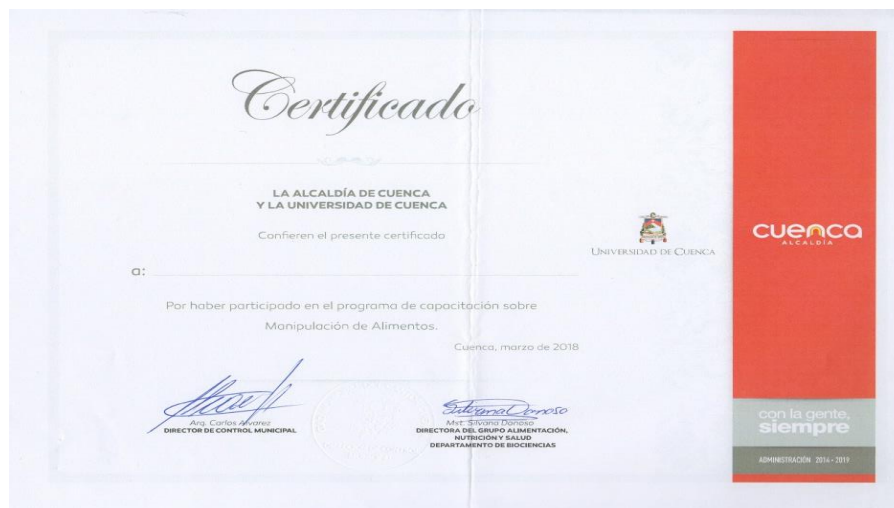 Certificado
LA ALCALDÍA DE CUENCA
Y LA UNIVERSIDAD DE CUENCA
Confieren el presente certificado
a:
Por haber participado en el programa de capacitación sobre
Manipulación de Alimentos.
Cuenca, marzo de 2018
Silvana Donoso
Arq. Carlos Alvarez
DIRECTOR DE CONTROL MUNICIPAL
Mst. Silvana Donoso
DIRECTORA DEL GRUPO ALIMENTACIÓN,
NUTRICIÓN Y SALUD
DEPARTAMENTO DE BIOCIENCIAS
UNIVERSIDAD DE CUENCA
cuenca
ALCALDÍA
con la gente,
siempre
ADMINISTRACIÓN 2014-2019